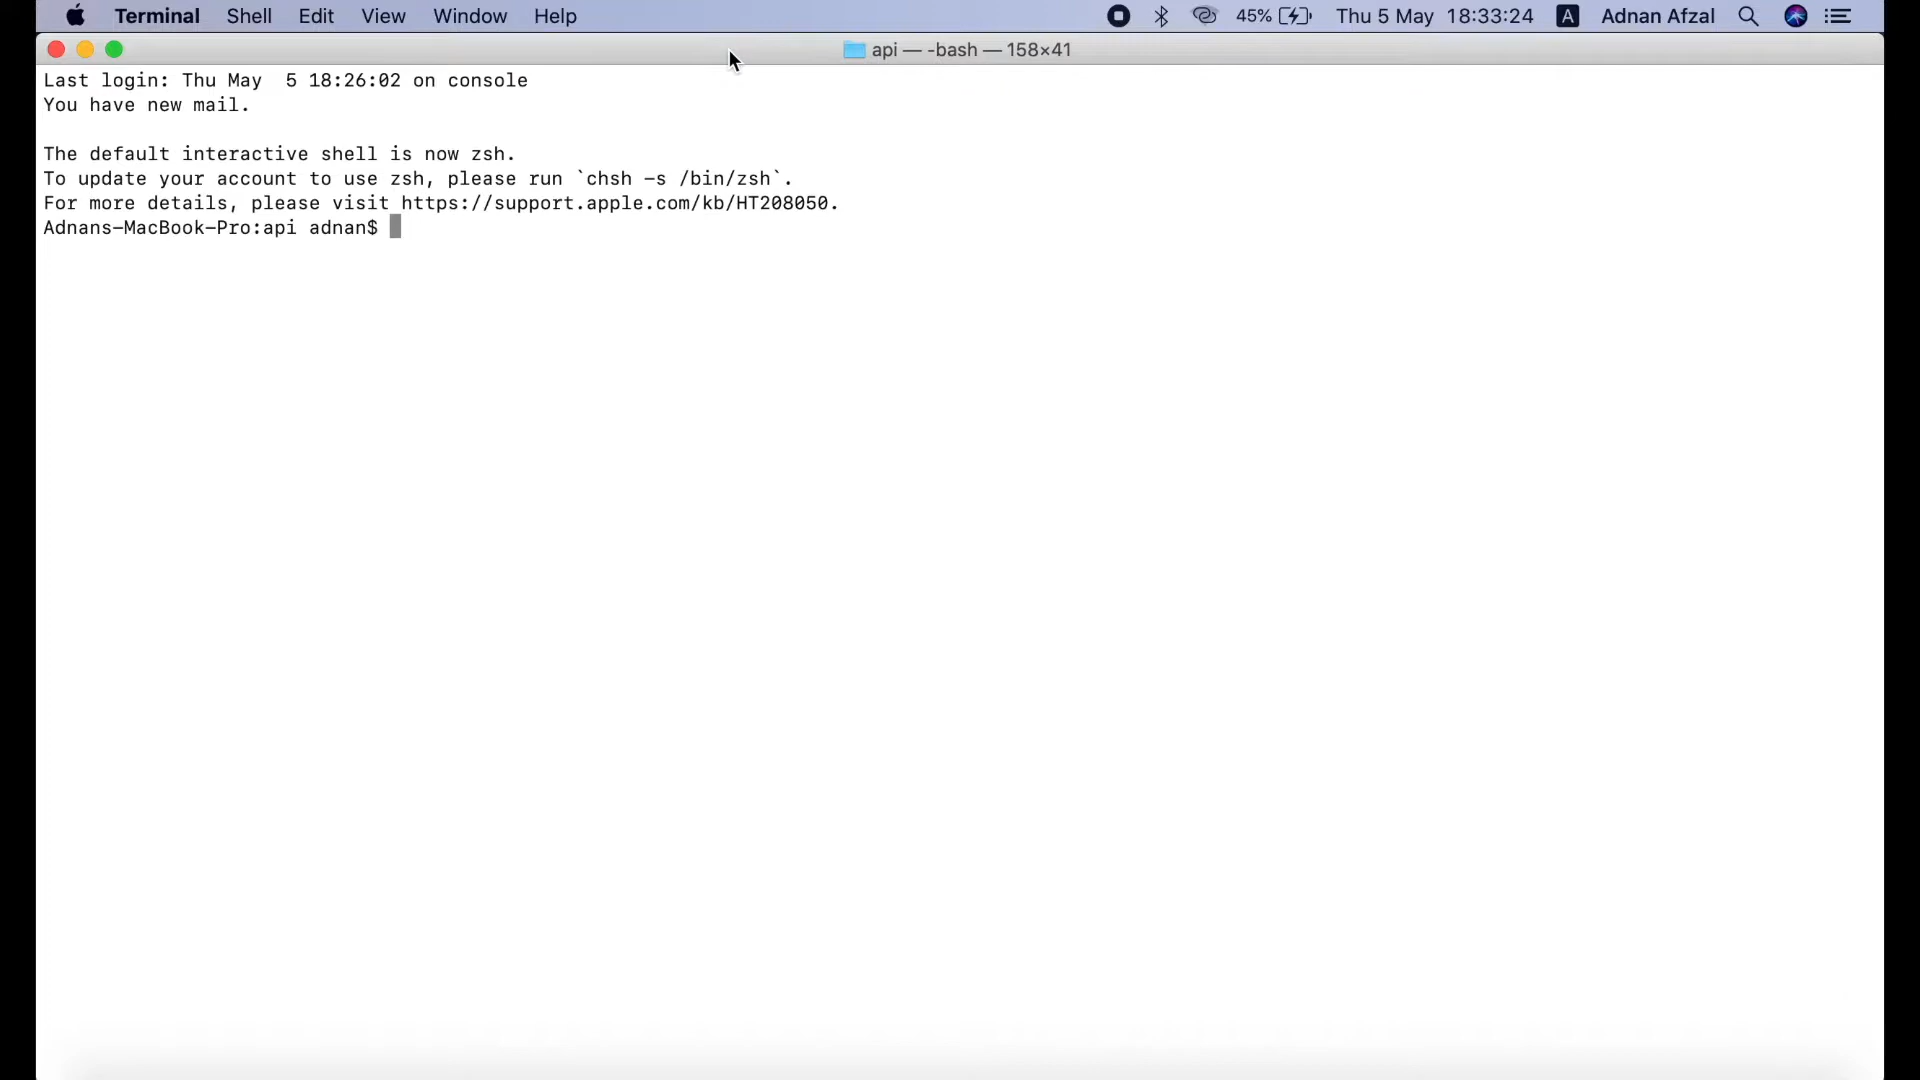 Terminal Shell Edit View Window Help 45% Thu 5 May 18:33:24 A Adnan Afzal
api — -bash — 158×41
Last login: Thu May  5 18:26:02 on console
You have new mail.
The default interactive shell is now zsh.
To update your account to use zsh, please run `chsh -s /bin/zsh`.
For more details, please visit https://support.apple.com/kb/HT208050.
Adnans-MacBook-Pro:api adnan$